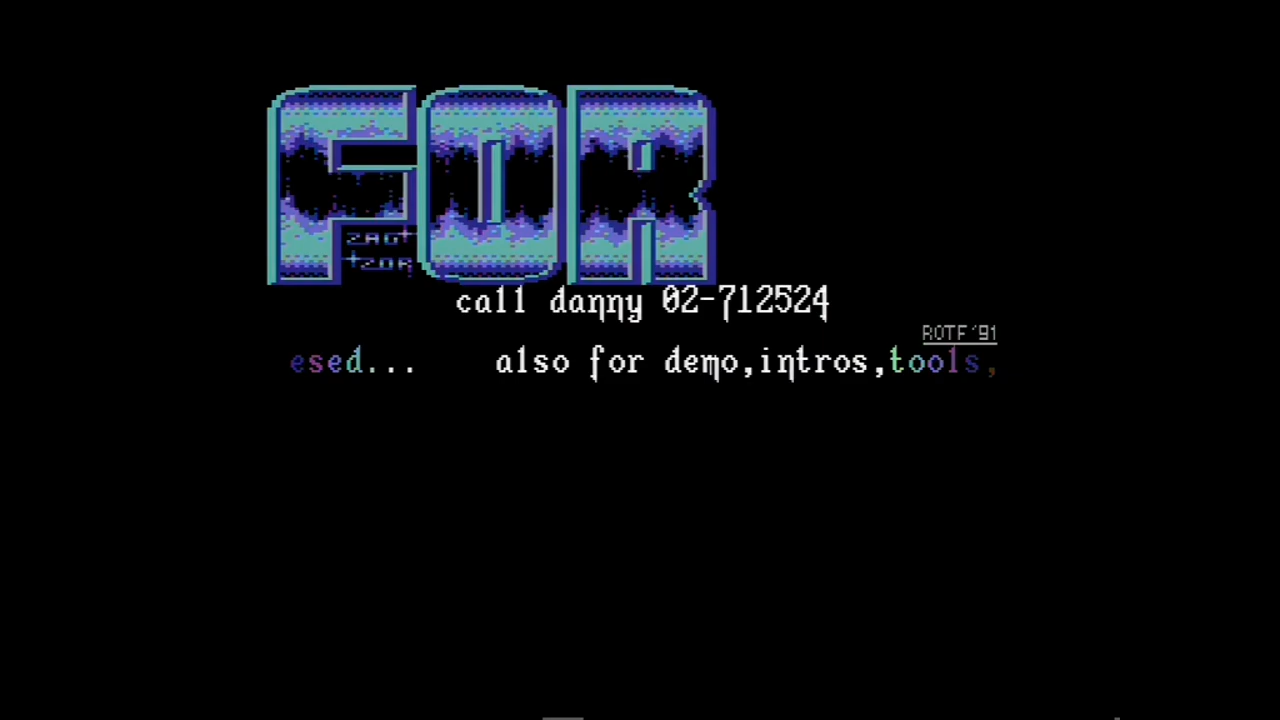 FOR
ZAG
ZOR
call danny 02-712524
ROTF'91
esed... also for demo,intros,tools,